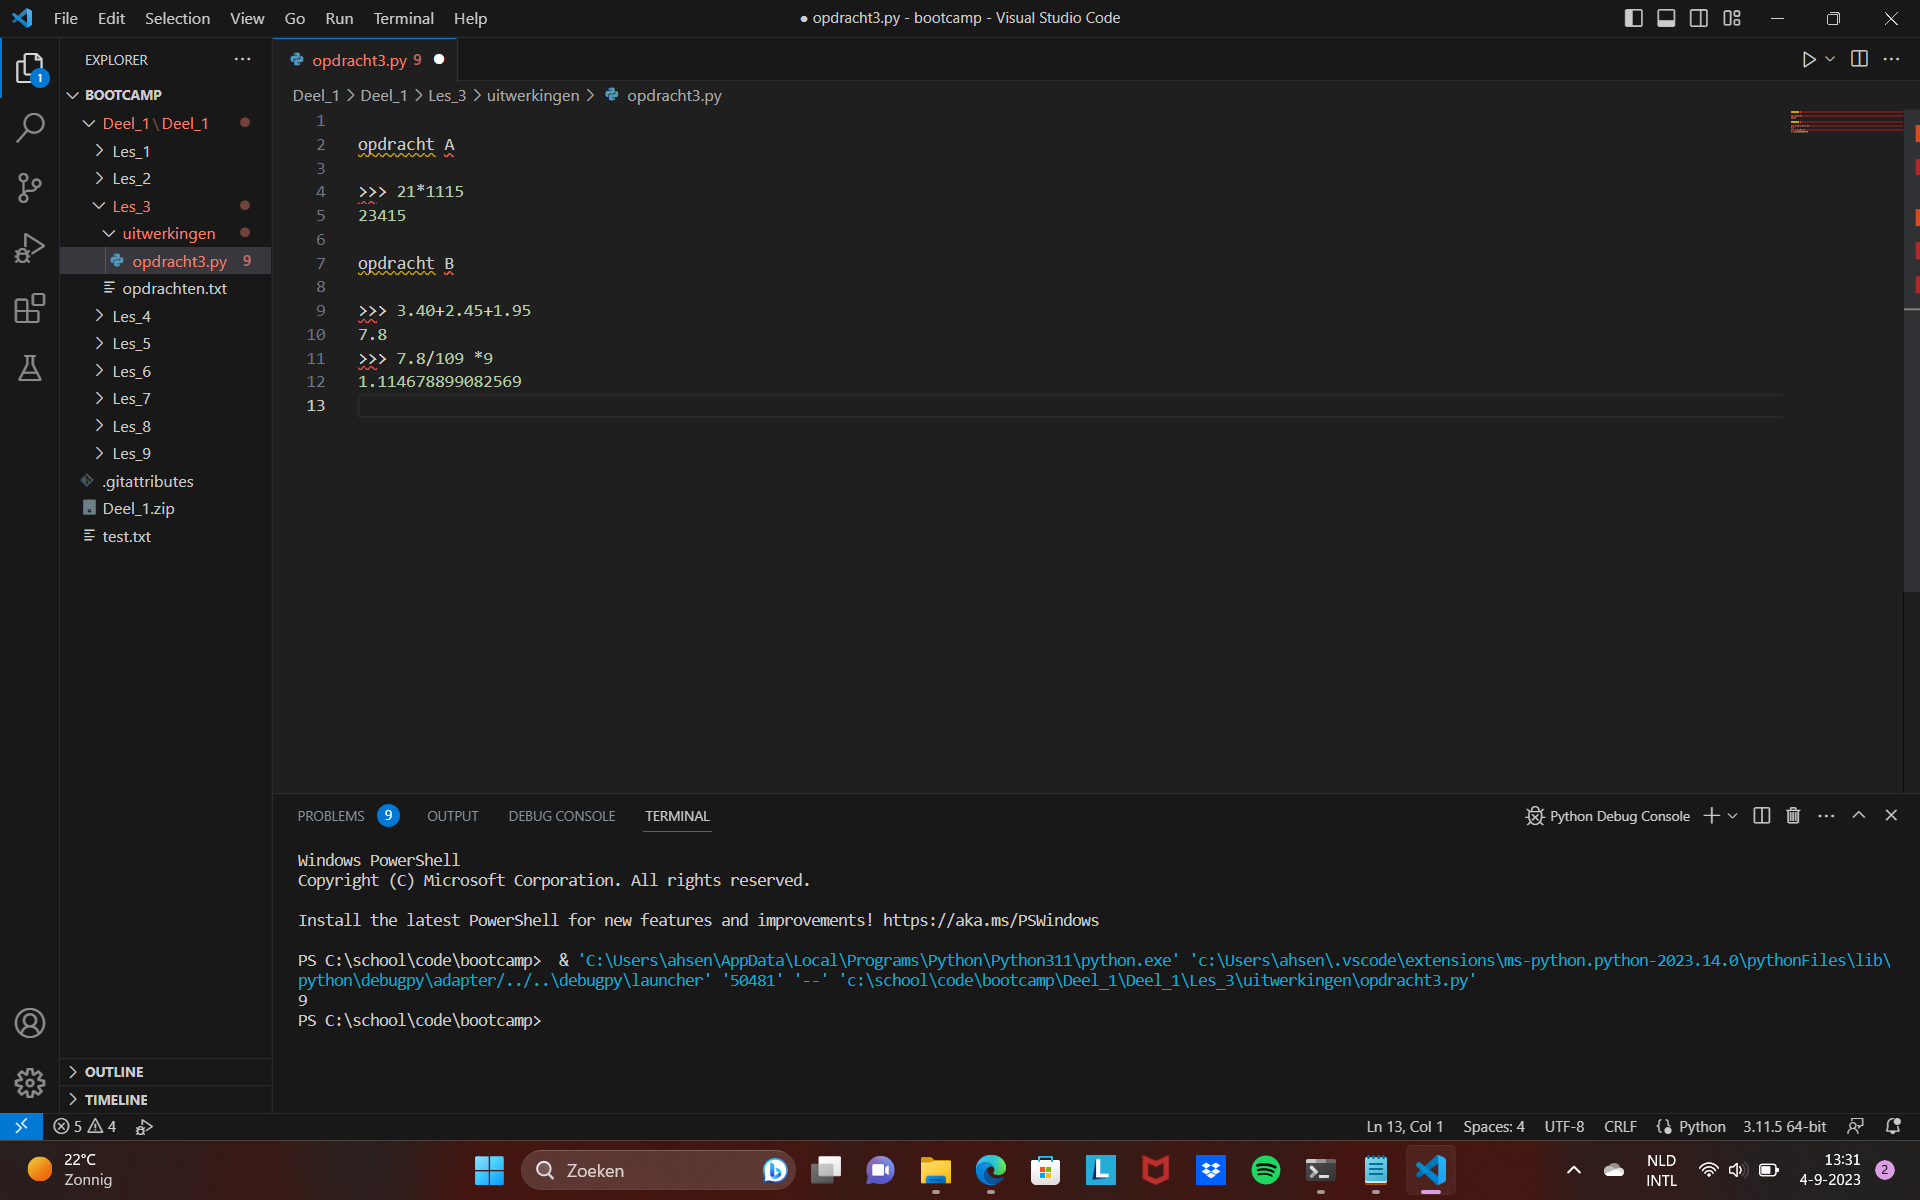 File Edit Selection View Go Run Terminal Help
● opdracht3.py - bootcamp - Visual Studio Code
EXPLORER
1
BOOTCAMP
Deel_1\Deel_1
Les_1
Les_2
Les_3
uitwerkingen
opdracht3.py 9
opdrachten.txt
Les_4
Les_5
Les_6
Les_7
Les_8
Les_9
.gitattributes
Deel_1.zip
test.txt
OUTLINE
TIMELINE
opdracht3.py 9
Deel_1 > Deel_1 > Les_3 > uitwerkingen > opdracht3.py
1
2 opdracht A
3
4 >>> 21*1115
5 23415
6
7 opdracht B
8
9 >>> 3.40+2.45+1.95
10 7.8
11 >>> 7.8/109 *9
12 1.114678899082569
13
PROBLEMS 9 OUTPUT DEBUG CONSOLE TERMINAL
Python Debug Console
Windows PowerShell
Copyright (C) Microsoft Corporation. All rights reserved.
Install the latest PowerShell for new features and improvements! https://aka.ms/PSWindows
PS C:\school\code\bootcamp>  & 'C:\Users\ahsen\AppData\Local\Programs\Python\Python311\python.exe' 'c:\Users\ahsen\.vscode\extensions\ms-python.python-2023.14.0\pythonFiles\lib\
python\debugpy\adapter/../..\debugpy\launcher' '50481' '--' 'c:\school\code\bootcamp\Deel_1\Deel_1\Les_3\uitwerkingen\opdracht3.py'
9
PS C:\school\code\bootcamp>
5 4
Ln 13, Col 1 Spaces: 4 UTF-8 CRLF Python 3.11.5 64-bit
22°C
Zonnig
Zoeken
L
NLD
INTL
13:31
4-9-2023
2